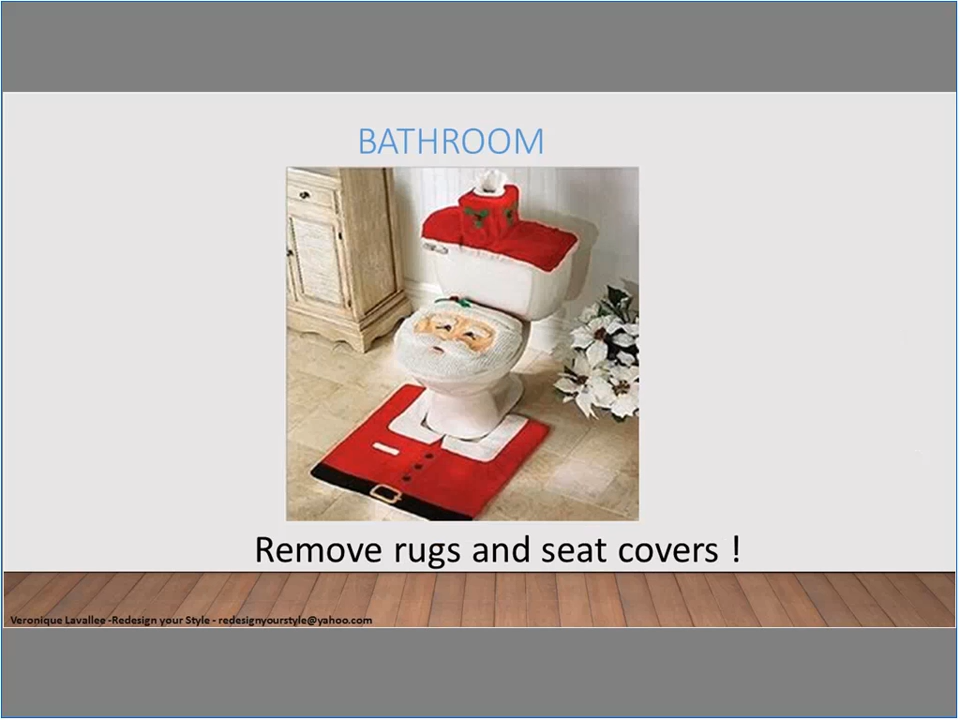 BATHROOM
Remove rugs and seat covers !
Veronique Lavallee -Redesign your Style - redesignyourstyle@yahoo.com